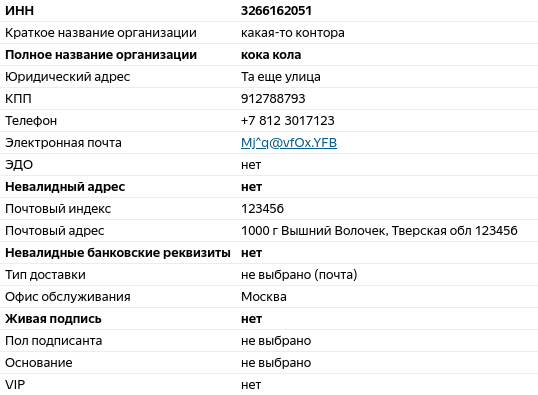 ИНН 3266162051
Краткое название организации какая-то контора
Полное название организации кока кола
Юридический адрес Та еще улица
КПП 912788793
Телефон +7 812 3017123
Электронная почта Mj^q@vfOx.YFB
ЭДО нет
Невалидный адрес нет
Почтовый индекс 123456
Почтовый адрес 1000 г Вышний Волочек, Тверская обл 123456
Невалидные банковские реквизиты нет
Тип доставки не выбрано (почта)
Офис обслуживания Москва
Живая подпись нет
Пол подписанта не выбрано
Основание не выбрано
VIP нет